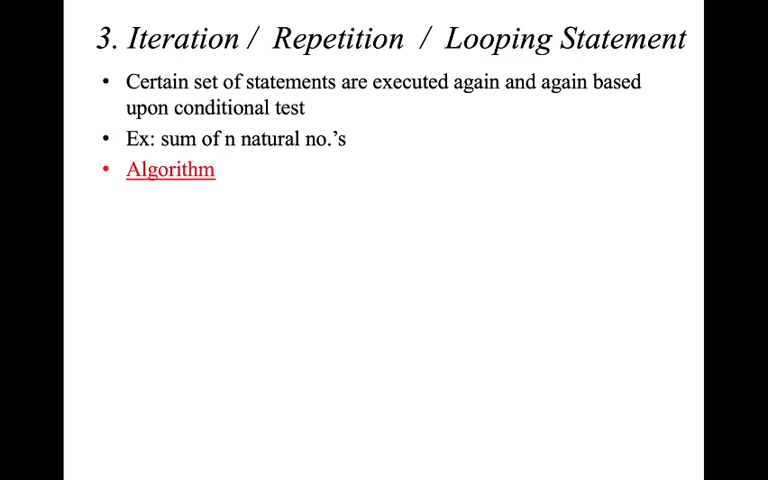 3. Iteration / Repetition / Looping Statement
• Certain set of statements are executed again and again based
upon conditional test
• Ex: sum of n natural no.’s
• Algorithm